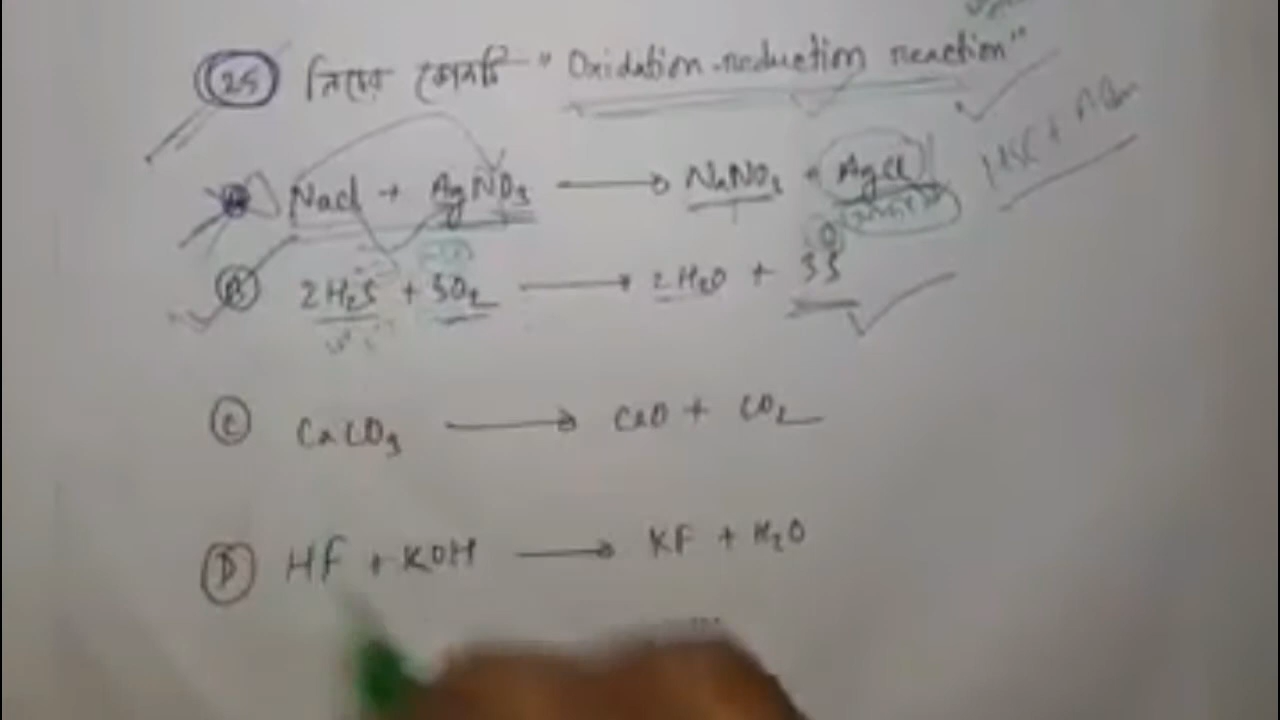 25 নিচের কোনটি "Oxidation-reduction reaction"
NaCl + AgNO3 → NaNO3 + AgCl
B 2H2S + SO2 → 2H2O + 3S
0
C CaCO3 → CaO + CO2
D HF + KOH → KF + H2O